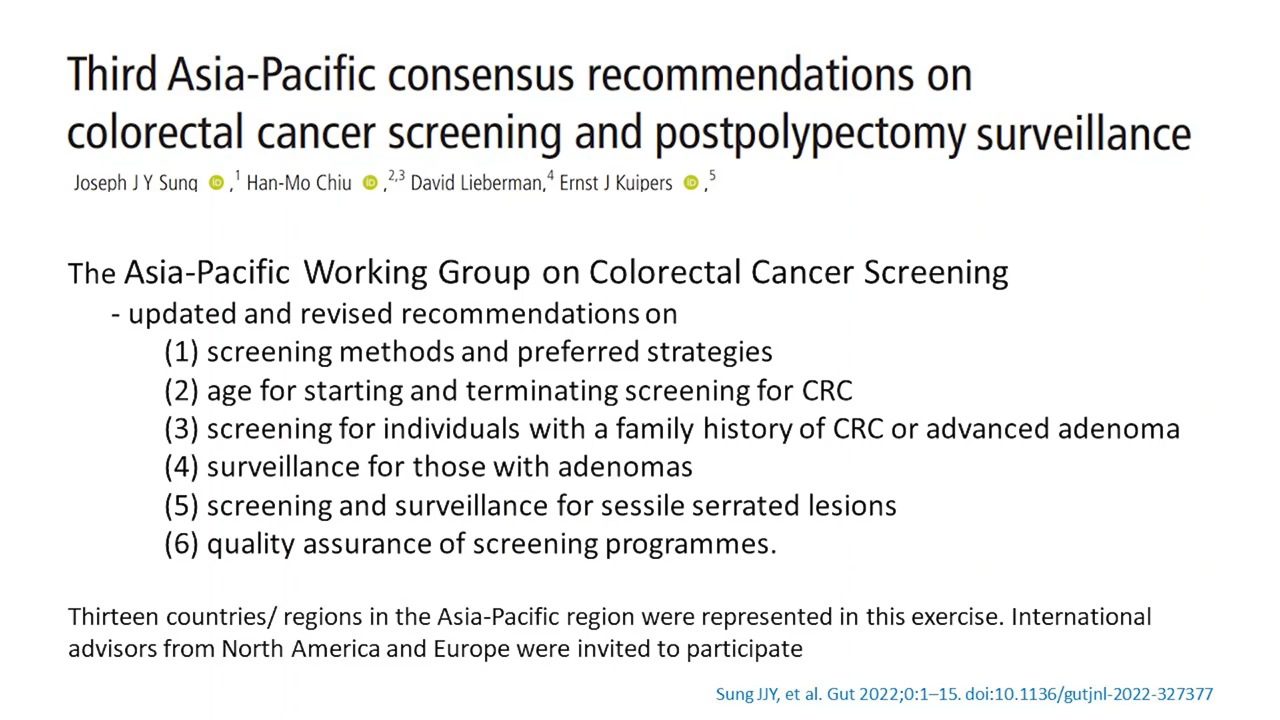 Third Asia-Pacific consensus recommendations on
colorectal cancer screening and postpolypectomy surveillance
Joseph J Y Sung iD ,1 Han-Mo Chiu iD ,2,3 David Lieberman,4 Ernst J Kuipers iD ,5
The Asia-Pacific Working Group on Colorectal Cancer Screening
- updated and revised recommendations on
(1) screening methods and preferred strategies
(2) age for starting and terminating screening for CRC
(3) screening for individuals with a family history of CRC or advanced adenoma
(4) surveillance for those with adenomas
(5) screening and surveillance for sessile serrated lesions
(6) quality assurance of screening programmes.
Thirteen countries/ regions in the Asia-Pacific region were represented in this exercise. International
advisors from North America and Europe were invited to participate
Sung JJY, et al. Gut 2022;0:1–15. doi:10.1136/gutjnl-2022-327377